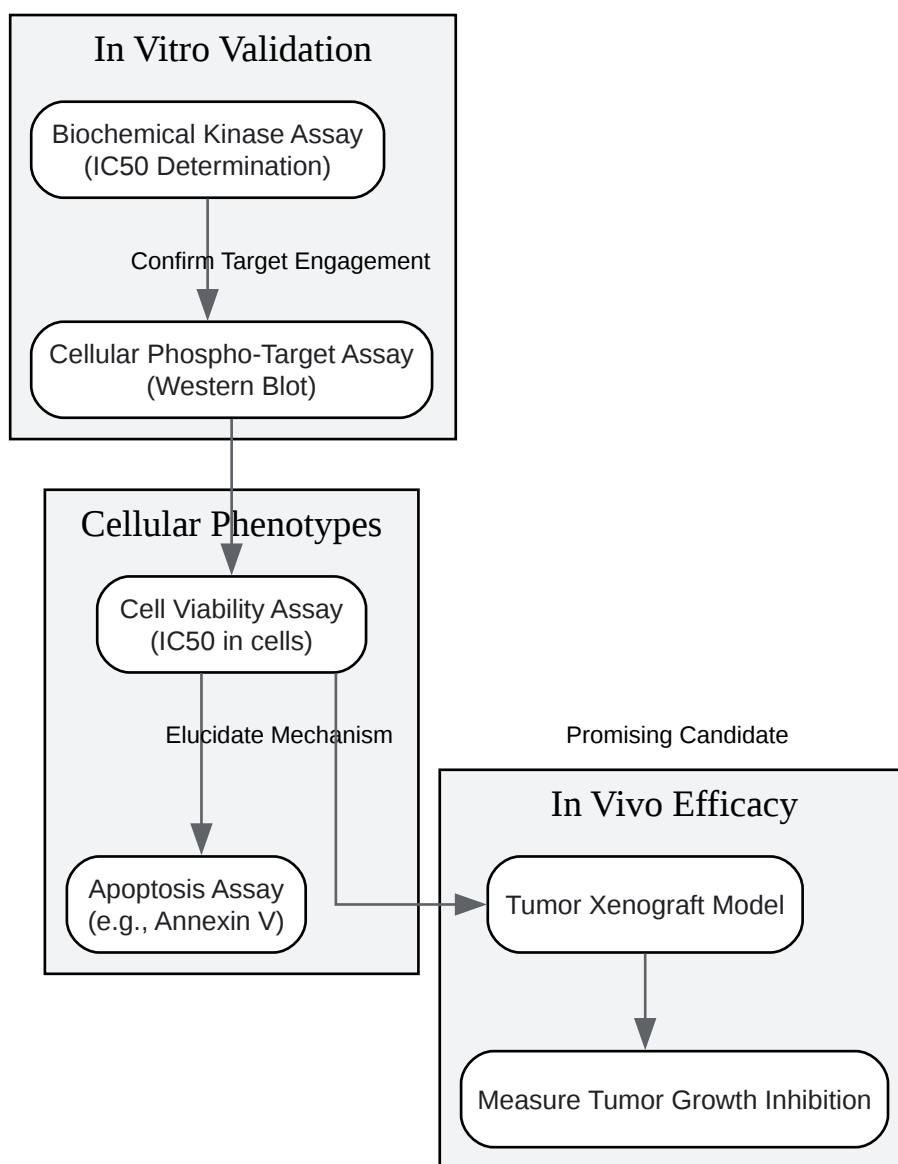 In Vitro Validation
Biochemical Kinase Assay
(IC50 Determination)
Confirm Target Engagement
Cellular Phospho-Target Assay
(Western Blot)
Cellular Phenotypes
Cell Viability Assay
(IC50 in cells)
Elucidate Mechanism
Promising Candidate
In Vivo Efficacy
Apoptosis Assay
(e.g., Annexin V)
Tumor Xenograft Model
Measure Tumor Growth Inhibition